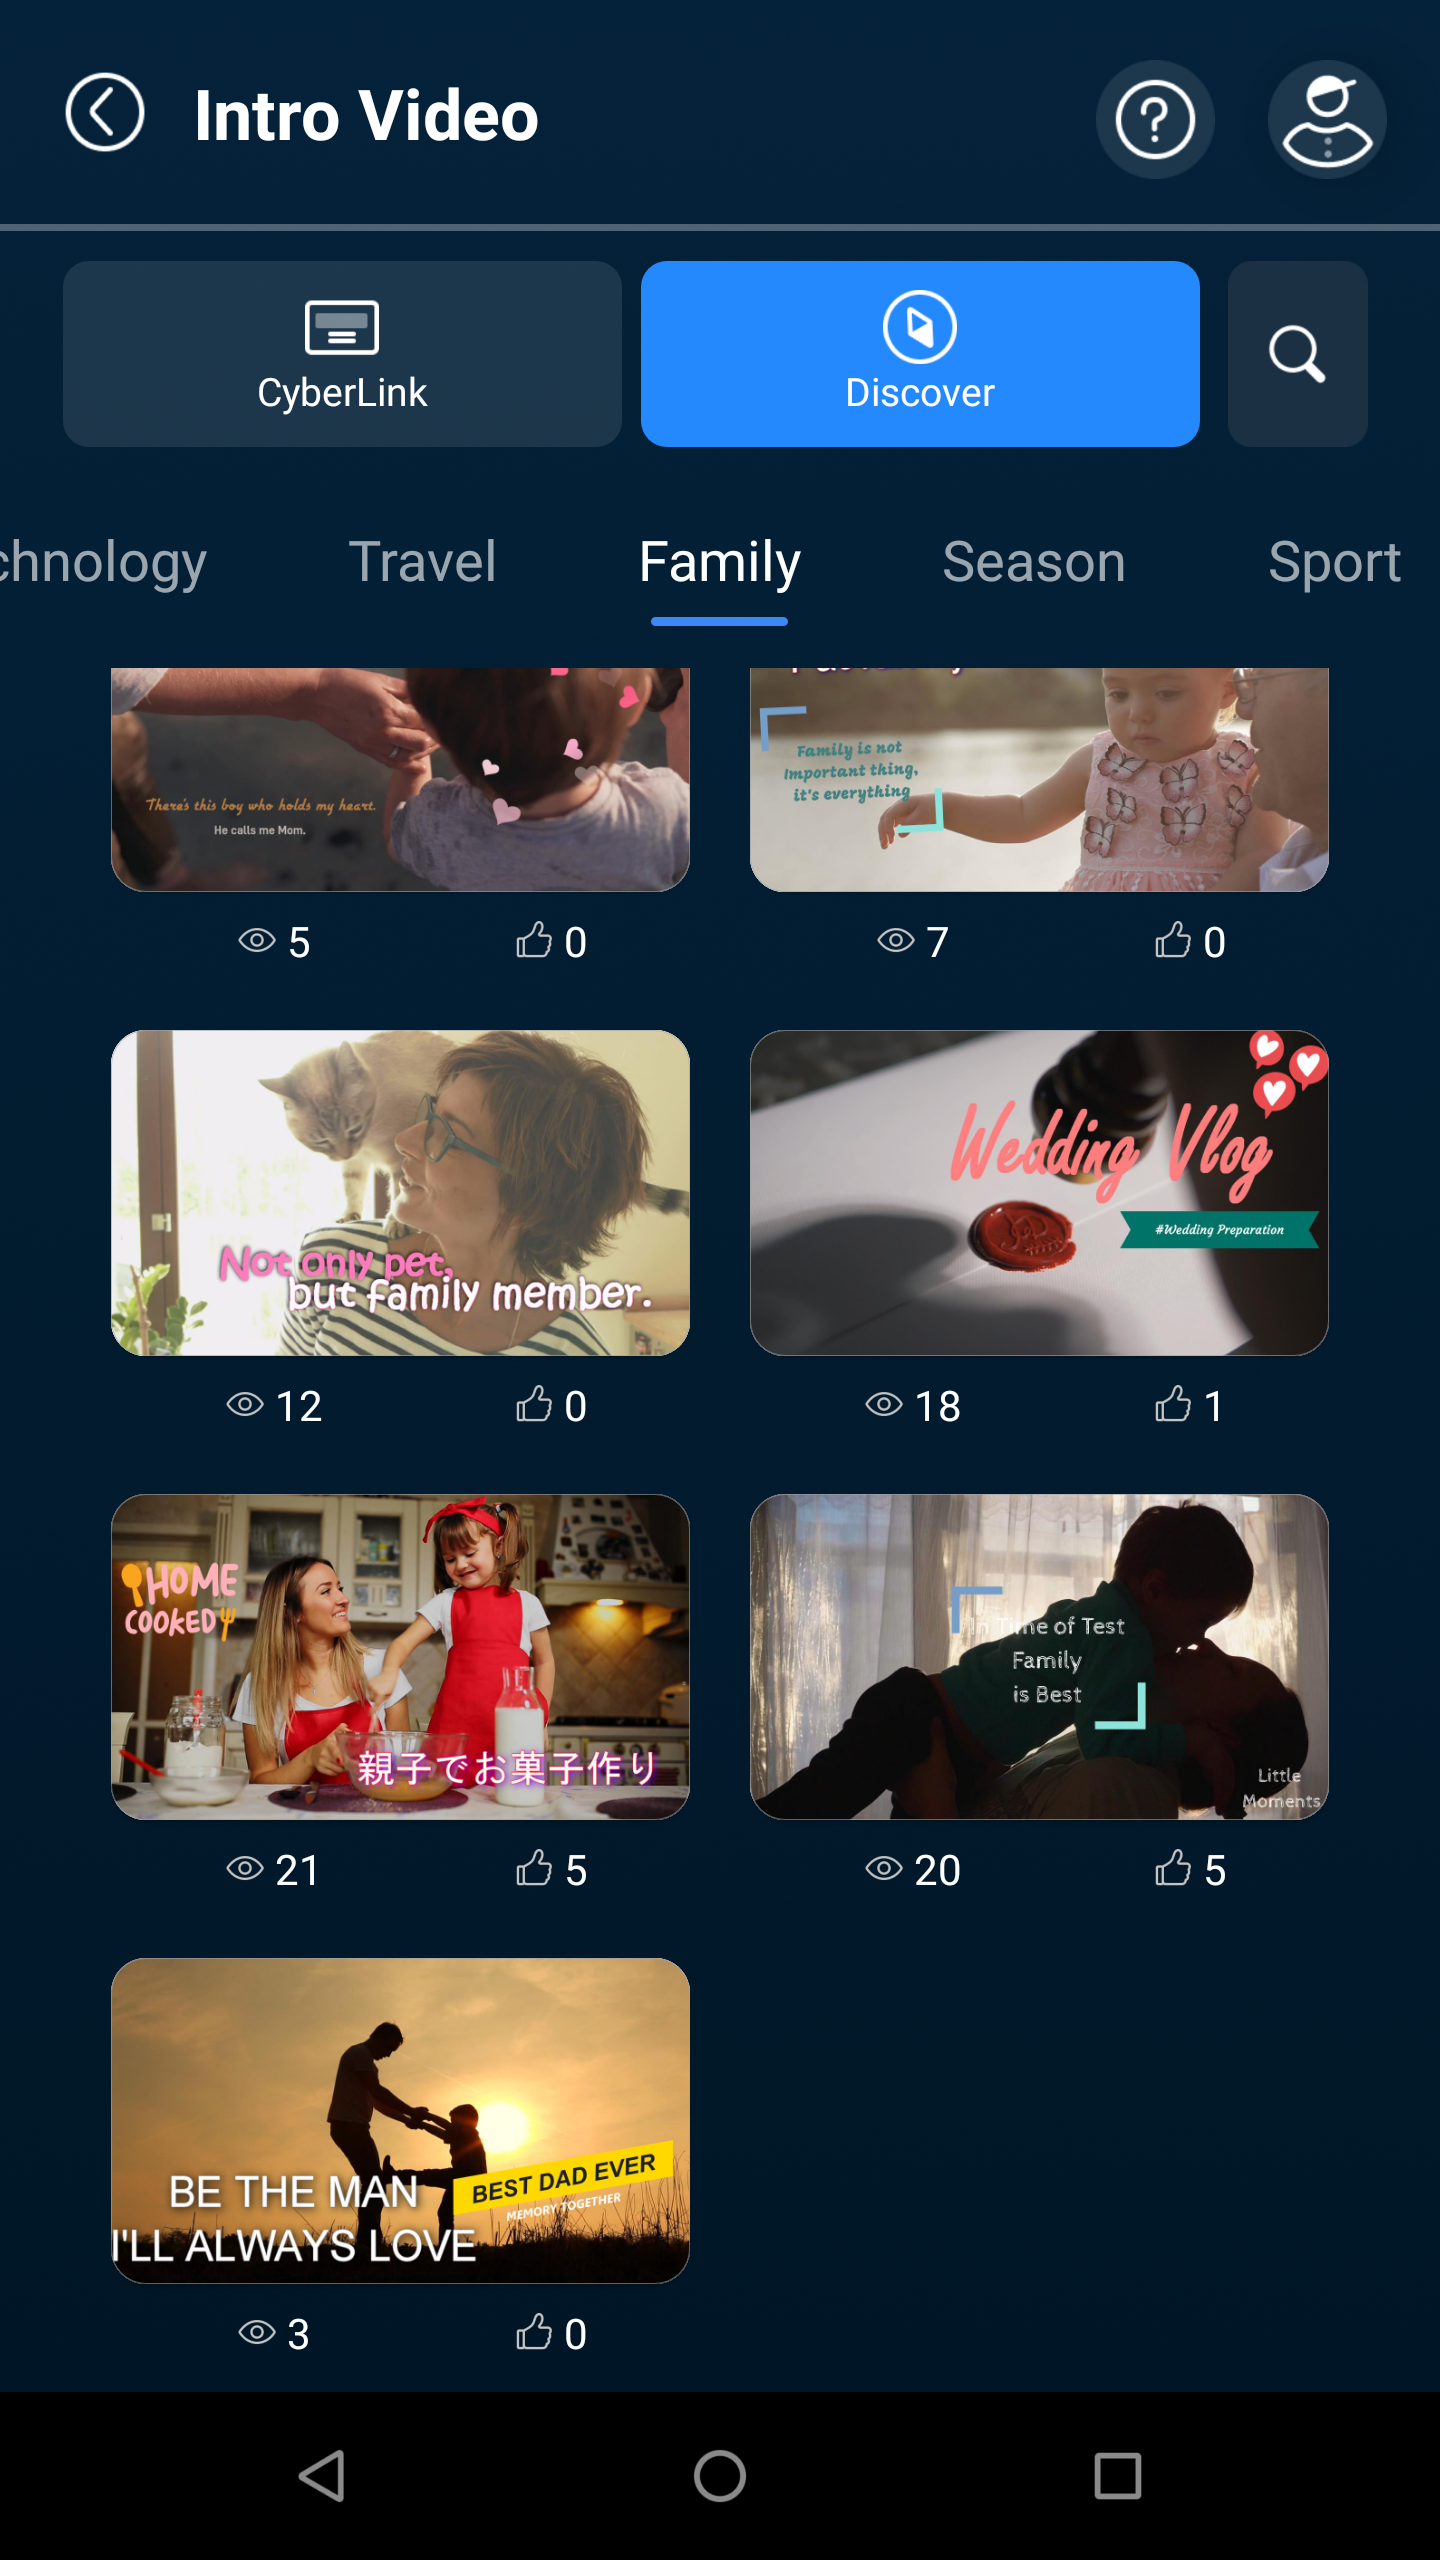 Intro Video
CyberLink
Discover
chnology
Travel
Family
Season
Sport
There's this boy who holds my heart.
He calls me Mom.
Family is not
Important thing,
it's everything
5
0
7
0
Not only pet,
but family member.
Wedding Vlog
#Wedding Preparation
12
0
18
1
HOME
COOKED
親子でお菓子作り
In Time of Test
Family
is Best
Little
Moments
21
5
20
5
BE THE MAN
I'LL ALWAYS LOVE
BEST DAD EVER
MEMORY TOGETHER
3
0